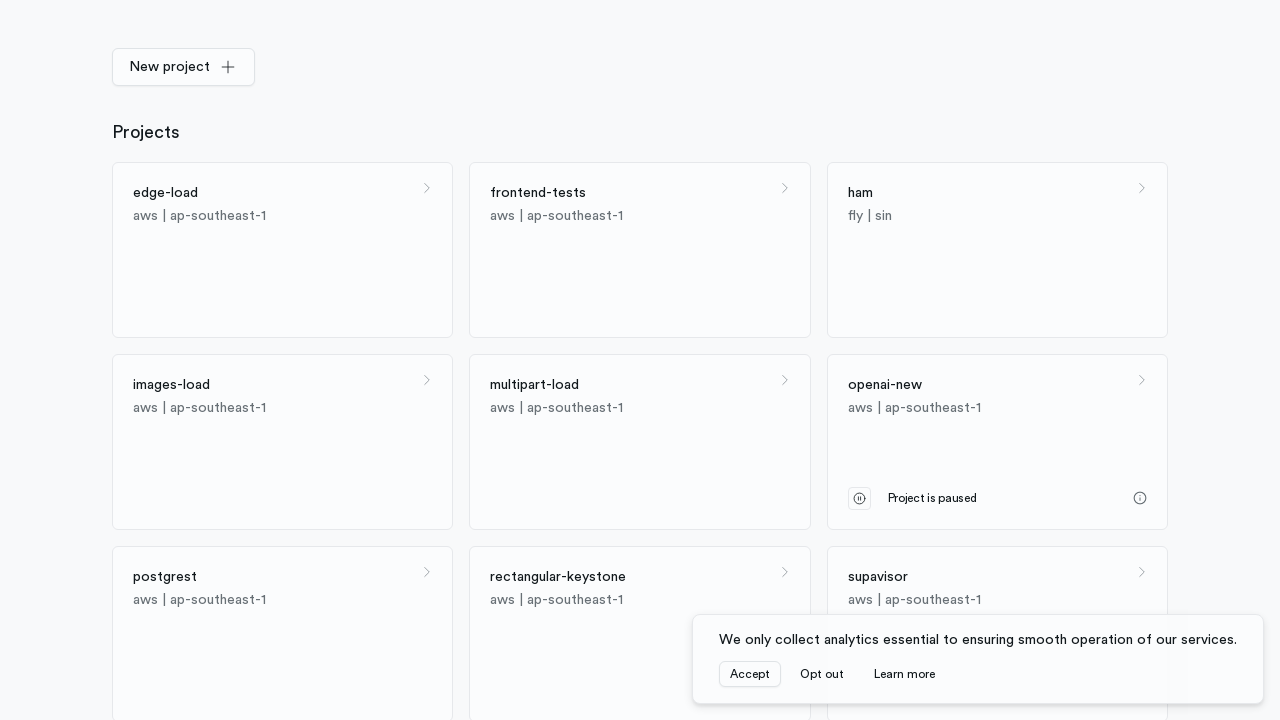 New project
Projects
edge-load
aws | ap-southeast-1
frontend-tests
aws | ap-southeast-1
ham
fly | sin
images-load
aws | ap-southeast-1
multipart-load
aws | ap-southeast-1
openai-new
aws | ap-southeast-1
Project is paused
postgrest
aws | ap-southeast-1
rectangular-keystone
aws | ap-southeast-1
supavisor
aws | ap-southeast-1
We only collect analytics essential to ensuring smooth operation of our services.
Accept Opt out Learn more